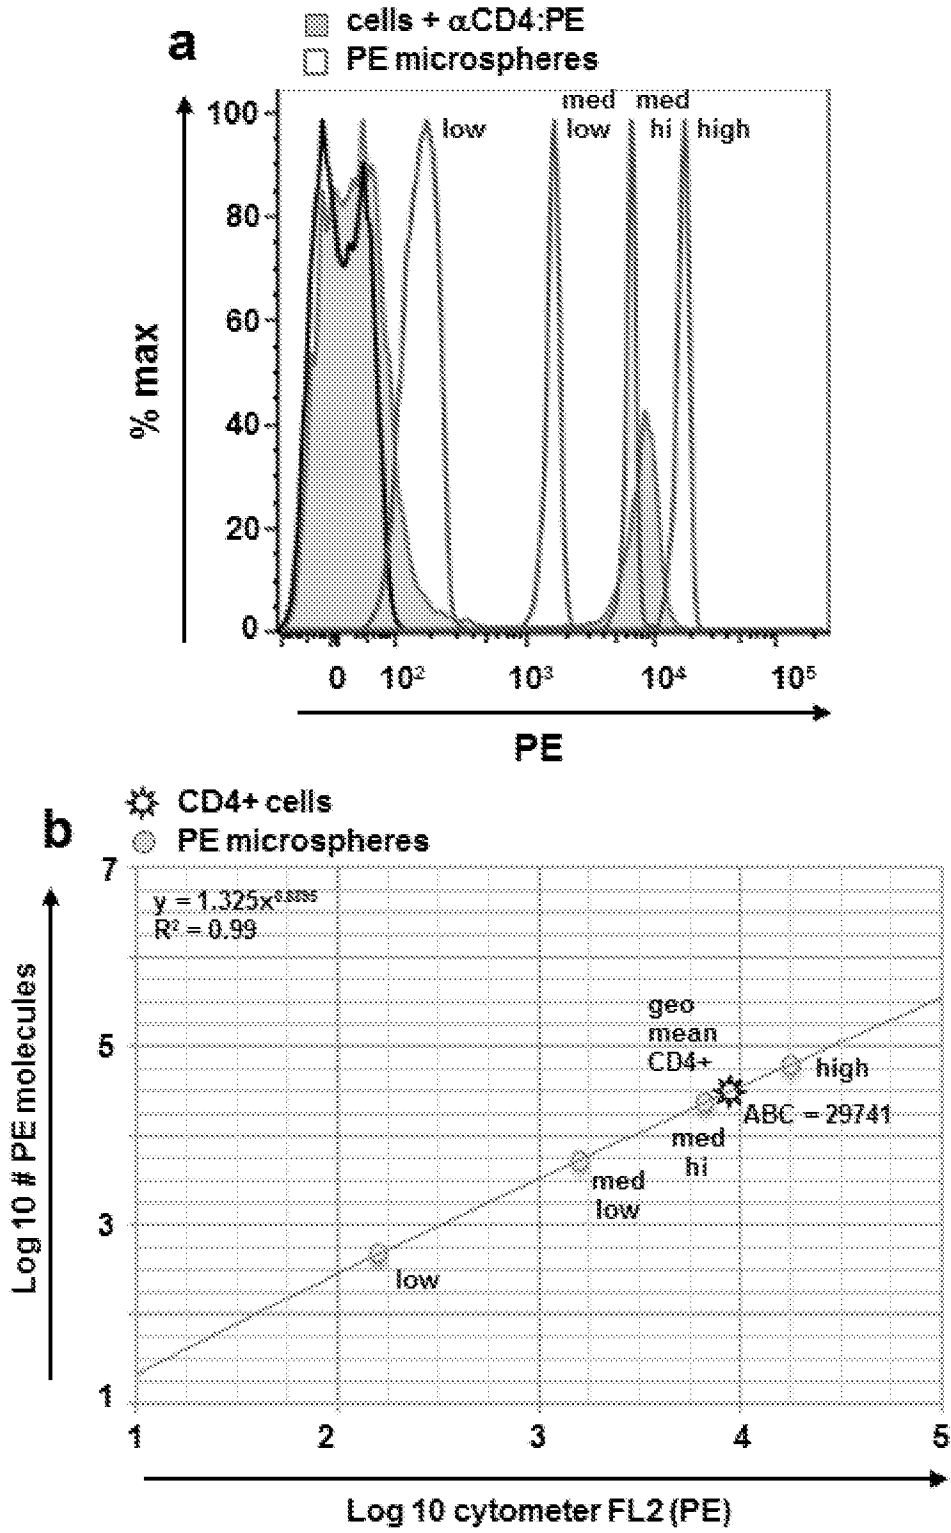 a
cells + αCD4:PE
PE microspheres
100
80
60
40
20
0
% max
low
med
low
med
hi
high
0 10² 10³ 10⁴ 10⁵
PE
b
CD4+ cells
PE microspheres
7
5
3
1
Log 10 # PE molecules
R² = 0.99
geo
mean
CD4+
high
ABC = 29741
med
hi
med
low
low
1 2 3 4 5
Log 10 cytometer FL2 (PE)